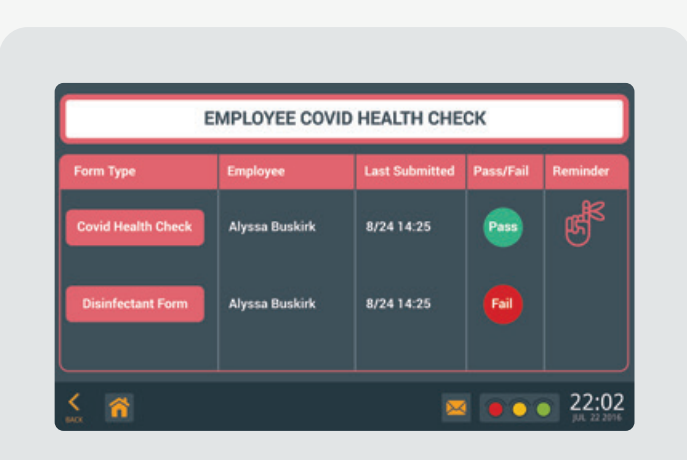 EMPLOYEE COVID HEALTH CHECK
Form Type Employee Last Submitted Pass/Fail Reminder
Covid Health Check Alyssa Buskirk 8/24 14:25 Pass
Disinfectant Form Alyssa Buskirk 8/24 14:25 Fail
BACK 22:02
JUL 22 2016